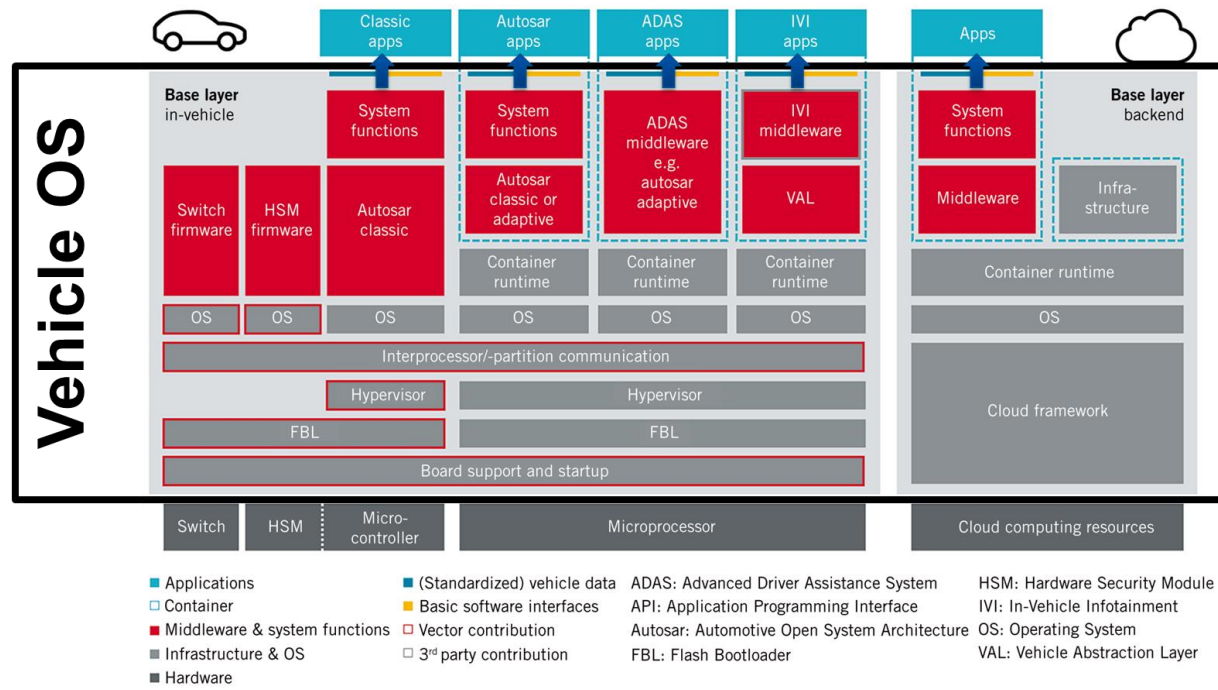 Classic
apps
Autosar
apps
ADAS
apps
IVI
apps
Apps
Vehicle OS
Base layer
in-vehicle
System
functions
System
functions
ADAS
middleware
e.g.
autosar
adaptive
IVI
middleware
System
functions
Base layer
backend
Switch
firmware
HSM
firmware
Autosar
classic
Autosar
classic or
adaptive
VAL
Middleware
Infra-
structure
Container
runtime
Container
runtime
Container
runtime
Container runtime
OS
OS
OS
OS
OS
OS
OS
Interprocessor/-partition communication
Hypervisor
Hypervisor
Cloud framework
FBL
FBL
Board support and startup
Switch
HSM
Micro-
controller
Microprocessor
Cloud computing resources
Applications
Container
Middleware & system functions
Infrastructure & OS
Hardware
(Standardized) vehicle data
Basic software interfaces
Vector contribution
3rd party contribution
ADAS: Advanced Driver Assistance System
API: Application Programming Interface
Autosar: Automotive Open System Architecture
FBL: Flash Bootloader
HSM: Hardware Security Module
IVI: In-Vehicle Infotainment
OS: Operating System
VAL: Vehicle Abstraction Layer